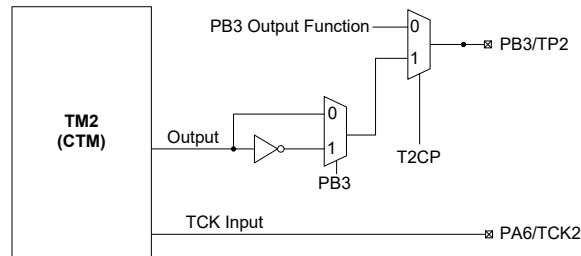 PB3 Output Function
0
1
PB3/TP2
TM2
(CTM)
Output
0
1
PB3
T2CP
TCK Input
PA6/TCK2